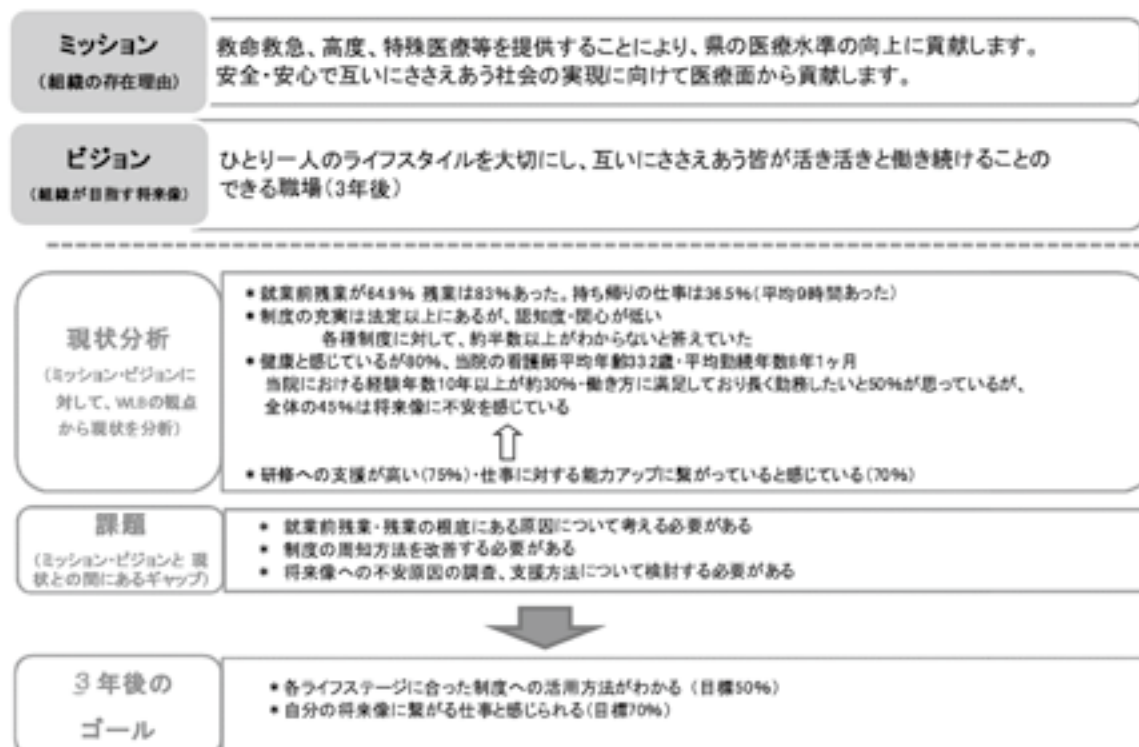 ミッション
(組織の存在理由)
救命救急、高度、特殊医療等を提供することにより、県の医療水準の向上に貢献します。
安全・安心で互いにささえあう社会の実現に向けて医療面から貢献します。
ビジョン
(組織が目指す将来像)
ひとり一人のライフスタイルを大切にし、互いにささえあう皆が活き活きと働き続けることの
できる職場(3年後)
現状分析
(ミッション・ビジョンに
対して、WLBの観点
から現状を分析)
* 就業前残業が64.9% 残業は83%あった。持ち帰りの仕事は36.5%(平均9時間あった)
* 制度の充実は法定以上にあるが、認知度・関心が低い
各種制度に対して、約半数以上がわからないと答えていた
* 健康と感じているが80%、当院の看護師平均年齢33.2歳・平均勤続年数8年1ヶ月
当院における経験年数10年以上が約30%・働き方に満足しており長く勤務したいと50%が思っているが、
全体の45%は将来像に不安を感じている
* 研修への支援が高い(75%)・仕事に対する能力アップに繋がっていると感じている(70%)
課題
(ミッション・ビジョンと 現
状との間にあるギャップ)
* 就業前残業・残業の根底にある原因について考える必要がある
* 制度の周知方法を改善する必要がある
* 将来像への不安原因の調査、支援方法について検討する必要がある
3年後の
ゴール
* 各ライフステージに合った制度への活用方法がわかる (目標50%)
* 自分の将来像に繋がる仕事と感じられる(目標70%)